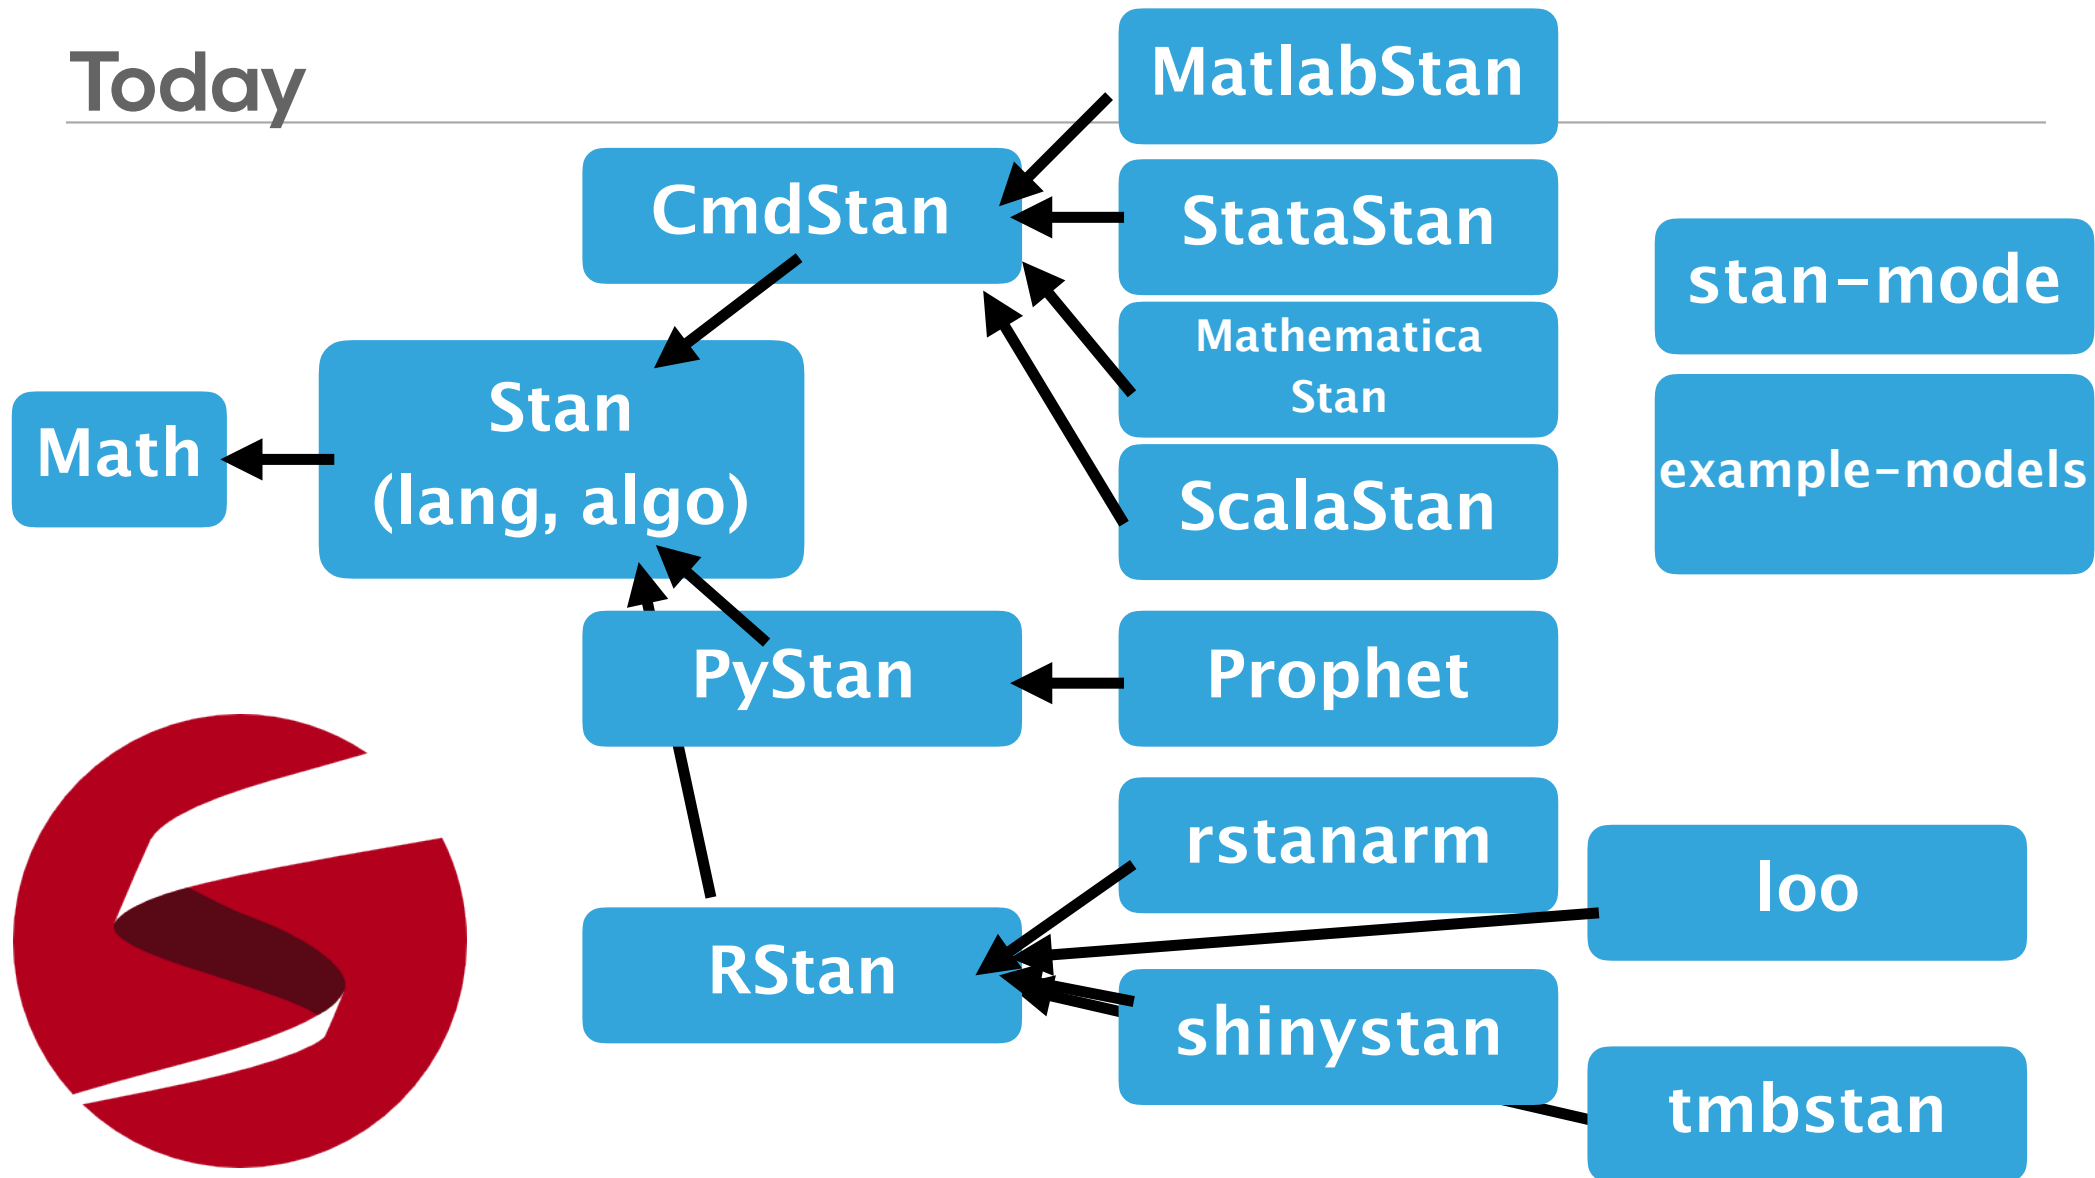 Today
MatlabStan
CmdStan
StataStan
stan-mode
Mathematica
Stan
Stan
(lang, algo)
Math
ScalaStan
example-models
PyStan
Prophet
rstanarm
loo
RStan
shinystan
tmbstan